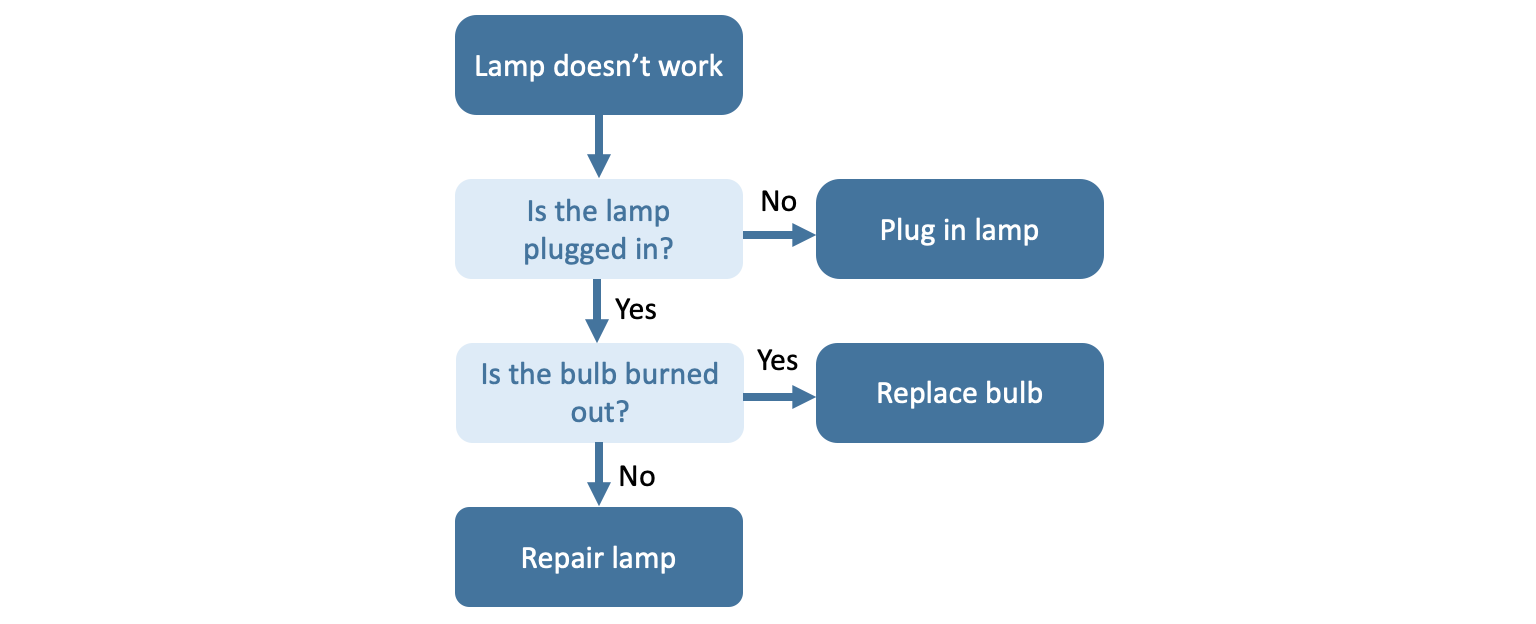 Lamp doesn’t work
Is the lamp
plugged in?
No
Plug in lamp
Yes
Is the bulb burned
out?
Yes
Replace bulb
No
Repair lamp